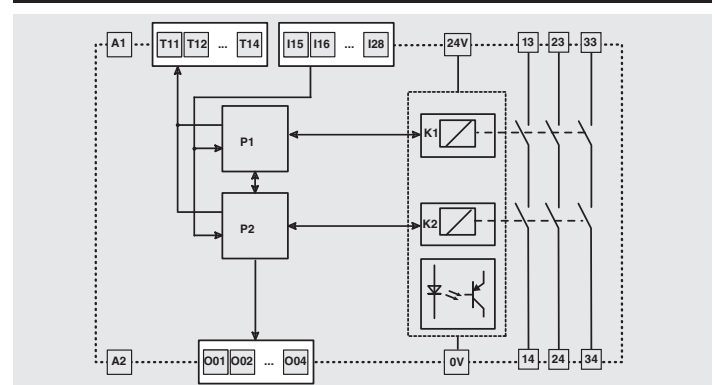 A1 T11 T12 ... T14 I15 I16 ... I28 24V 13 23 33
P1 K1
P2 K2
A2 O01 O02 ... O04 0V 14 24 34